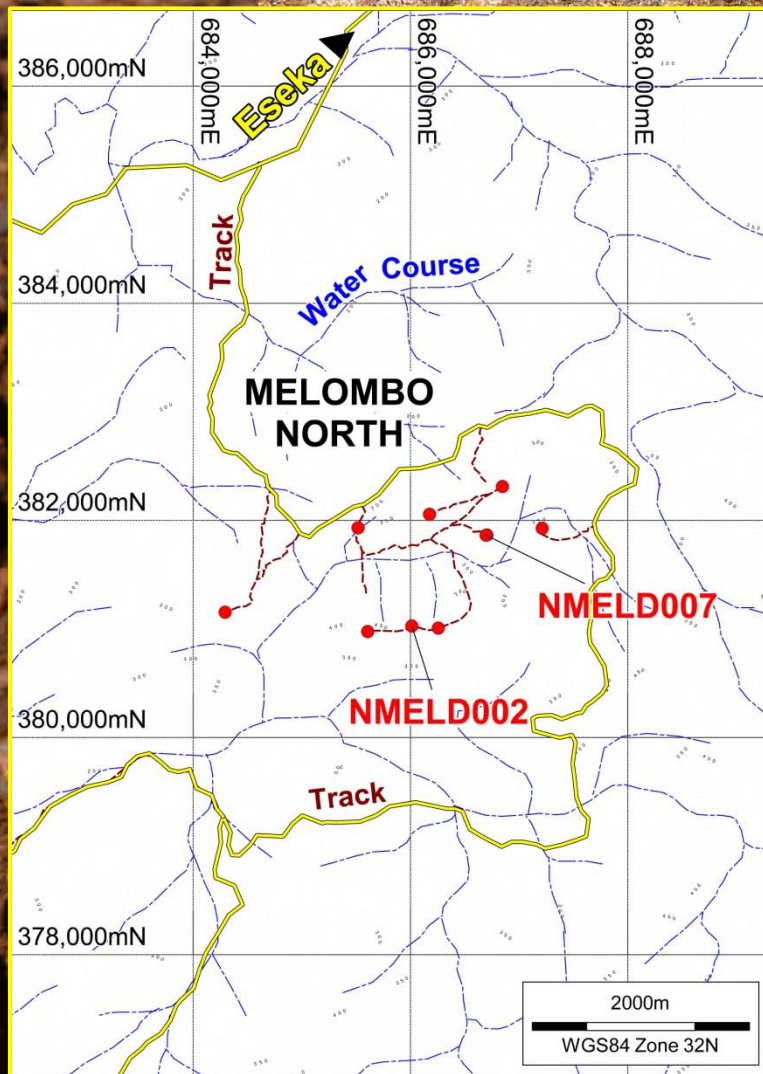 684,000mE
686,000mE
688,000mE
386,000mN
Eseka
Track
384,000mN
Water Course
MELOMBO
NORTH
382,000mN
NMELD007
NMELD002
380,000mN
Track
378,000mN
2000m
WGS84 Zone 32N